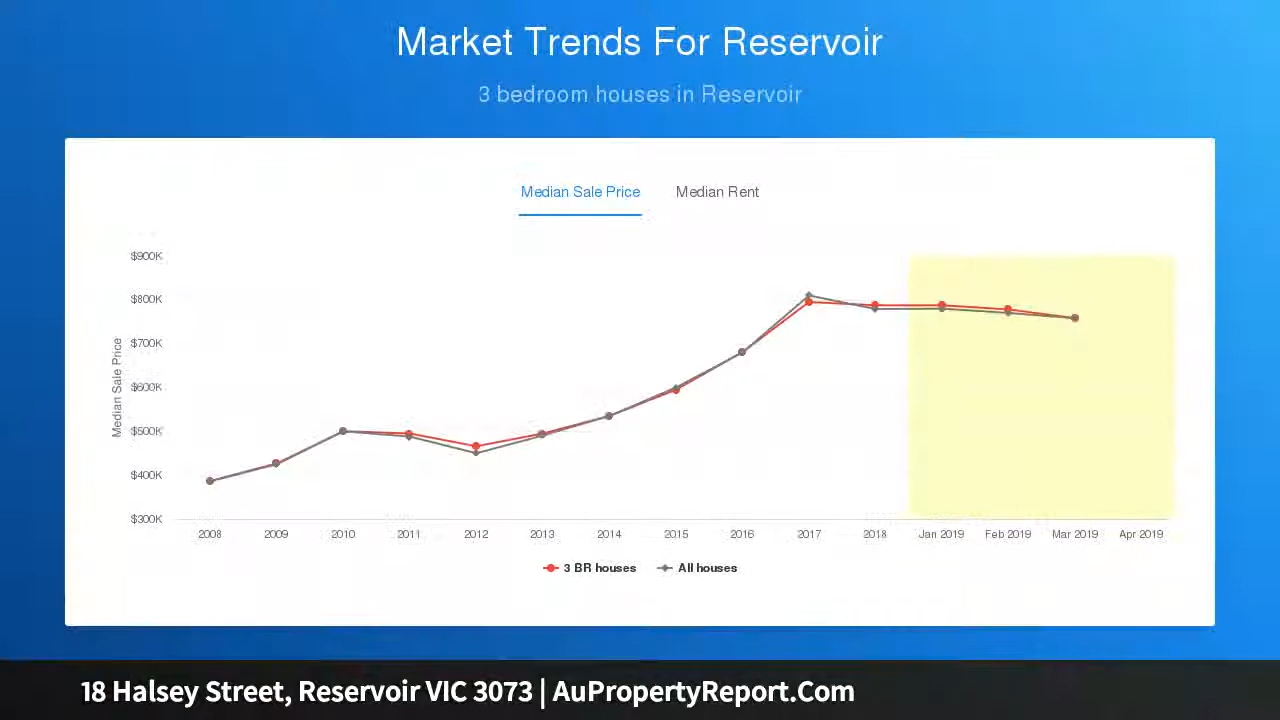 Market Trends For Reservoir
3 bedroom houses in Reservoir
Median Sale Price Median Rent
Median Sale Price
$900K
$800K
$700K
$600K
$500K
$400K
$300K
2008 2009 2010 2011 2012 2013 2014 2015 2016 2017 2018 Jan 2019 Feb 2019 Mar 2019 Apr 2019
3 BR houses All houses
18 Halsey Street, Reservoir VIC 3073 | AuPropertyReport.Com